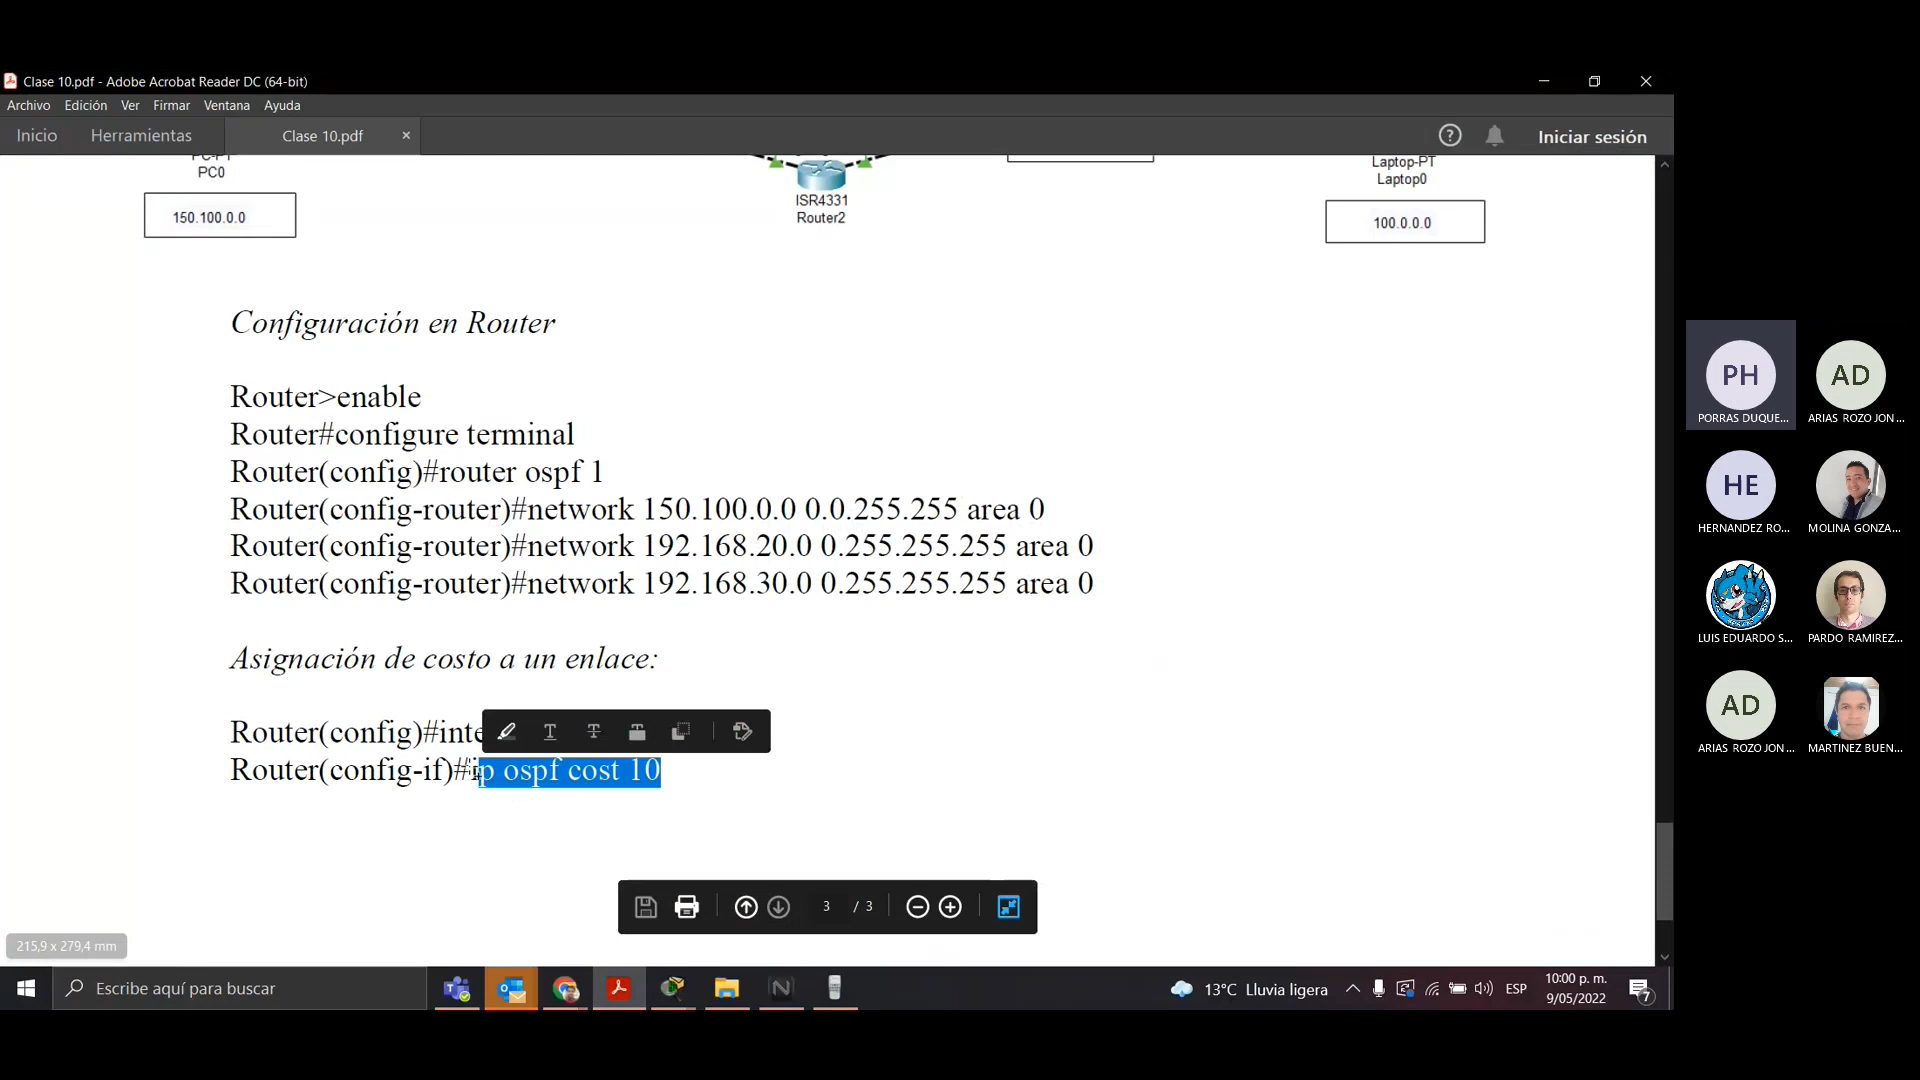 Clase 10.pdf - Adobe Acrobat Reader DC (64-bit)
Archivo Edición Ver Firmar Ventana Ayuda
Inicio Herramientas Clase 10.pdf × Iniciar sesión
PC-PT
PC0
150.100.0.0
ISR4331
Router2
Laptop-PT
Laptop0
100.0.0.0
Configuración en Router
Router>enable
Router#configure terminal
Router(config)#router ospf 1
Router(config-router)#network 150.100.0.0 0.0.255.255 area 0
Router(config-router)#network 192.168.20.0 0.255.255.255 area 0
Router(config-router)#network 192.168.30.0 0.255.255.255 area 0
Asignación de costo a un enlace:
Router(config)#inte
Router(config-if)#ip ospf cost 10
3 / 3
215,9 x 279,4 mm
PH
PORRAS DUQUE...
AD
ARIAS ROZO JON...
HE
HERNANDEZ RO...
MOLINA GONZA...
LUIS EDUARDO S...
PARDO RAMIREZ...
AD
ARIAS ROZO JON...
MARTINEZ BUEN...
Escribe aquí para buscar
13°C Lluvia ligera
ESP
10:00 p. m.
9/05/2022
7